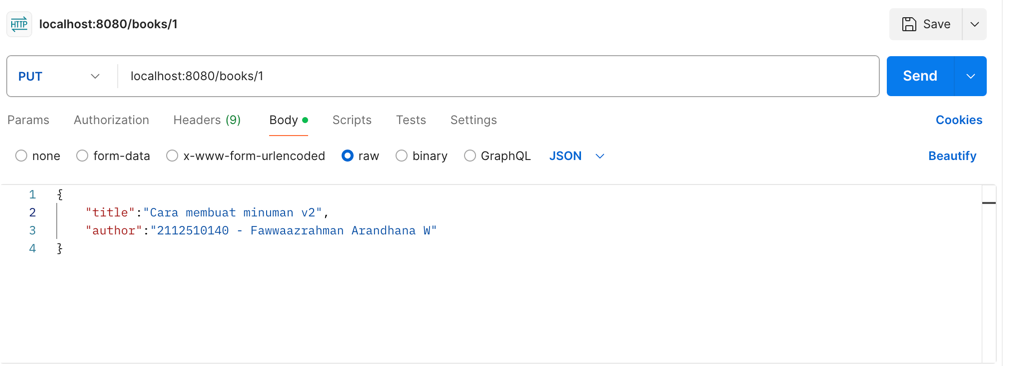 HTTP localhost:8080/books/1 Save
PUT localhost:8080/books/1 Send
Params Authorization Headers (9) Body Scripts Tests Settings Cookies
none form-data x-www-form-urlencoded raw binary GraphQL JSON Beautify
1 {
2 "title":"Cara membuat minuman v2",
3 "author":"2112510140 - Fawwaazrahman Arandhana W"
4 }